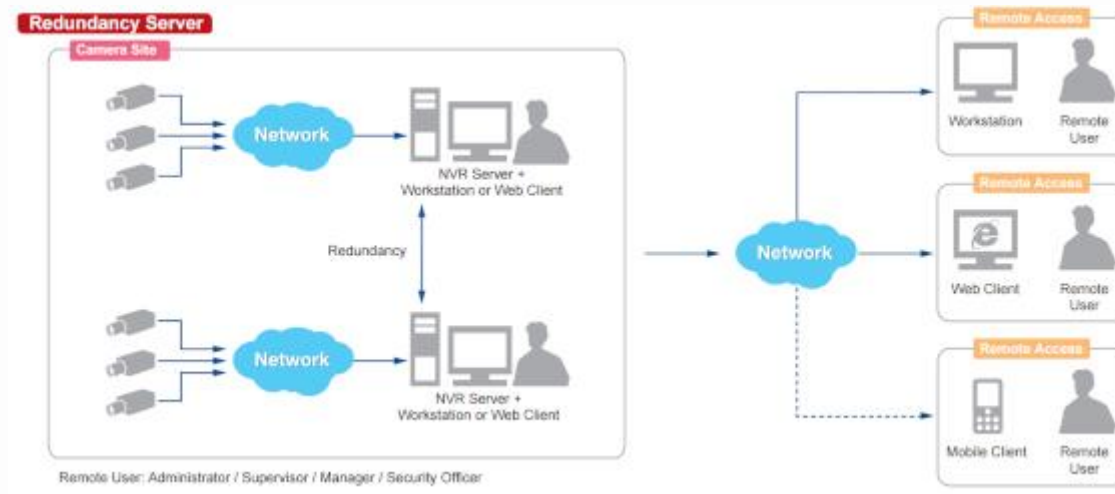 Redundancy Server
Camera Site
Network
NVR Server +
Workstation or Web Client
Redundancy
Network
NVR Server +
Workstation or Web Client
Remote User: Administrator / Supervisor / Manager / Security Officer
Network
Remote Access
Workstation
Remote
User
Remote Access
Web Client
Remote
User
Remote Access
Mobile Client
Remote
User